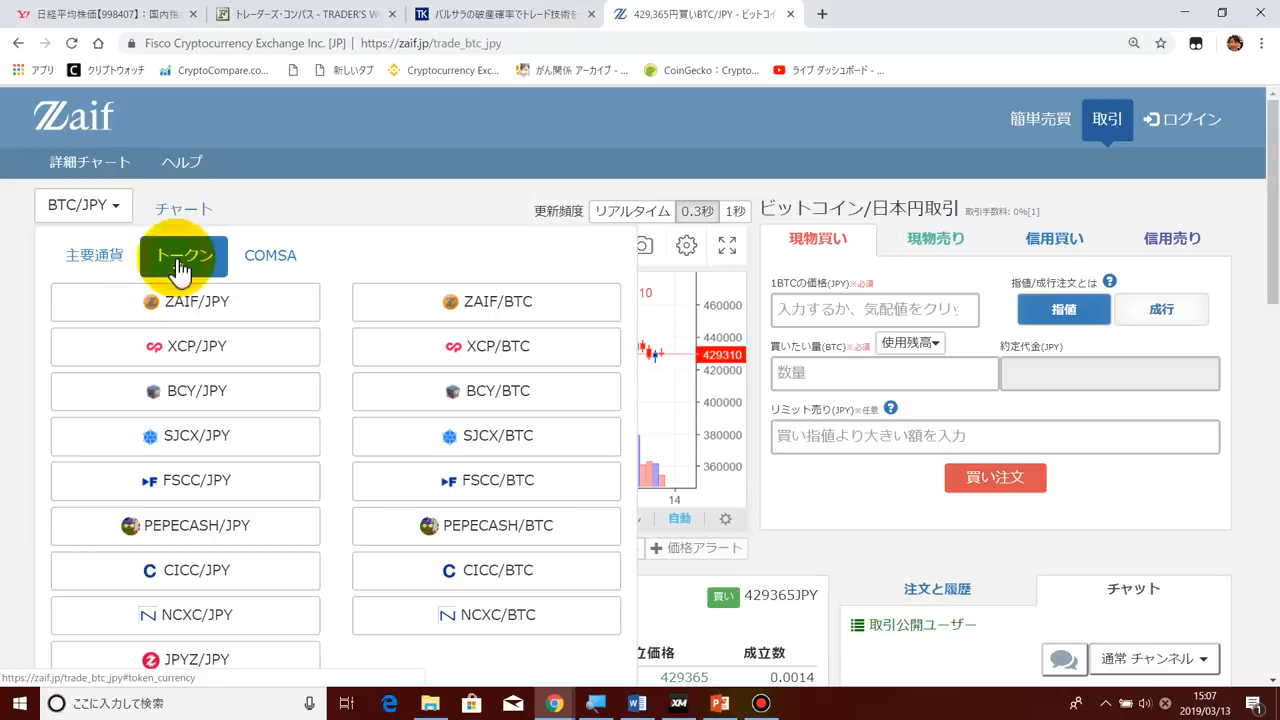 日経平均株価【998407】：国内指
トレーダーズ・コンパス - TRADER'S W
バルサラの破産確率でトレード技術を
429,365円買いBTC/JPY - ビットコイ
Fisco Cryptocurrency Exchange Inc. [JP] | https://zaif.jp/trade_btc_jpy
アプリ
クリプトウォッチ
CryptoCompare.co...
新しいタブ
Cryptocurrency Exc...
がん関係 アーカイブ - ...
CoinGecko：Crypto...
ライブ ダッシュボード - ...
Zaif
簡単売買
取引
ログイン
詳細チャート
ヘルプ
BTC/JPY
チャート
更新頻度
リアルタイム
0.3秒
1秒
ビットコイン/日本円取引 取引手数料: 0%[1]
主要通貨
トークン
COMSA
現物買い
現物売り
信用買い
信用売り
ZAIF/JPY
ZAIF/BTC
XCP/JPY
XCP/BTC
BCY/JPY
BCY/BTC
SJCX/JPY
SJCX/BTC
FSCC/JPY
FSCC/BTC
PEPECASH/JPY
PEPECASH/BTC
CICC/JPY
CICC/BTC
NCXC/JPY
NCXC/BTC
JPYZ/JPY
10
460000
440000
429310
420000
400000
380000
360000
14
自動
価格アラート
1BTCの価格(JPY)※必須
指値/成行注文とは
入力するか、気配値をクリッ
指値
成行
買いたい量(BTC)※必須
使用残高
約定代金(JPY)
数量
リミット売り(JPY)※任意
買い指値より大きい額を入力
買い注文
買い
429365JPY
立価格
成立数
429365
0.0014
注文と履歴
チャット
取引公開ユーザー
通常 チャンネル
https://zaif.jp/trade_btc_jpy#token_currency
ここに入力して検索
15:07
2019/03/13